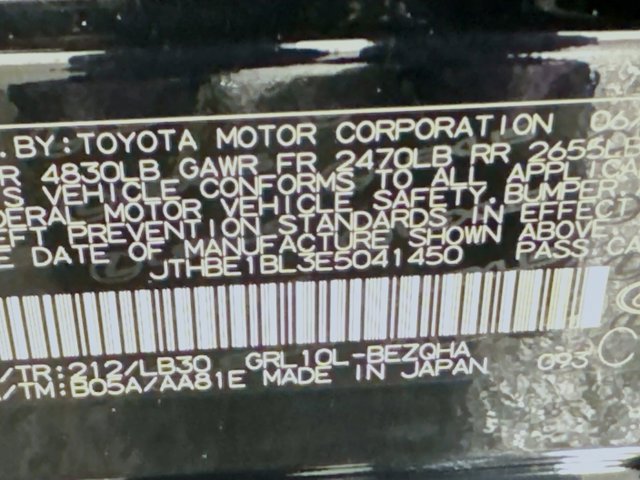 .BY:TOYOTA MOTOR CORPORATION 06
R 4830LB GAWR FR 2470LB RR 2655LB
S VEHICLE CONFORMS TO ALL APPLICA
DERAL MOTOR VEHICLE SAFETY,BUMPER
EFT PREVENTION STANDARDS IN EFFECT
E DATE OF MANUFACTURE SHOWN ABOVE.
JTHBE1BL3E5041450 PASS.CA
/TR:212/LB30 GRL10L-BEZQHA
/TM:B05A/AA81E MADE IN JAPAN 093